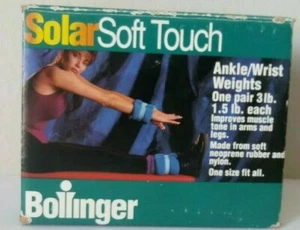 SolarSoft Touch
Ankle/Wrist
Weights
One pair 3lb.
1.5 lb. each
Improves muscle
tone in arms and
legs.
Made from soft
neoprene rubber and
nylon.
One size fit all.
Bollinger